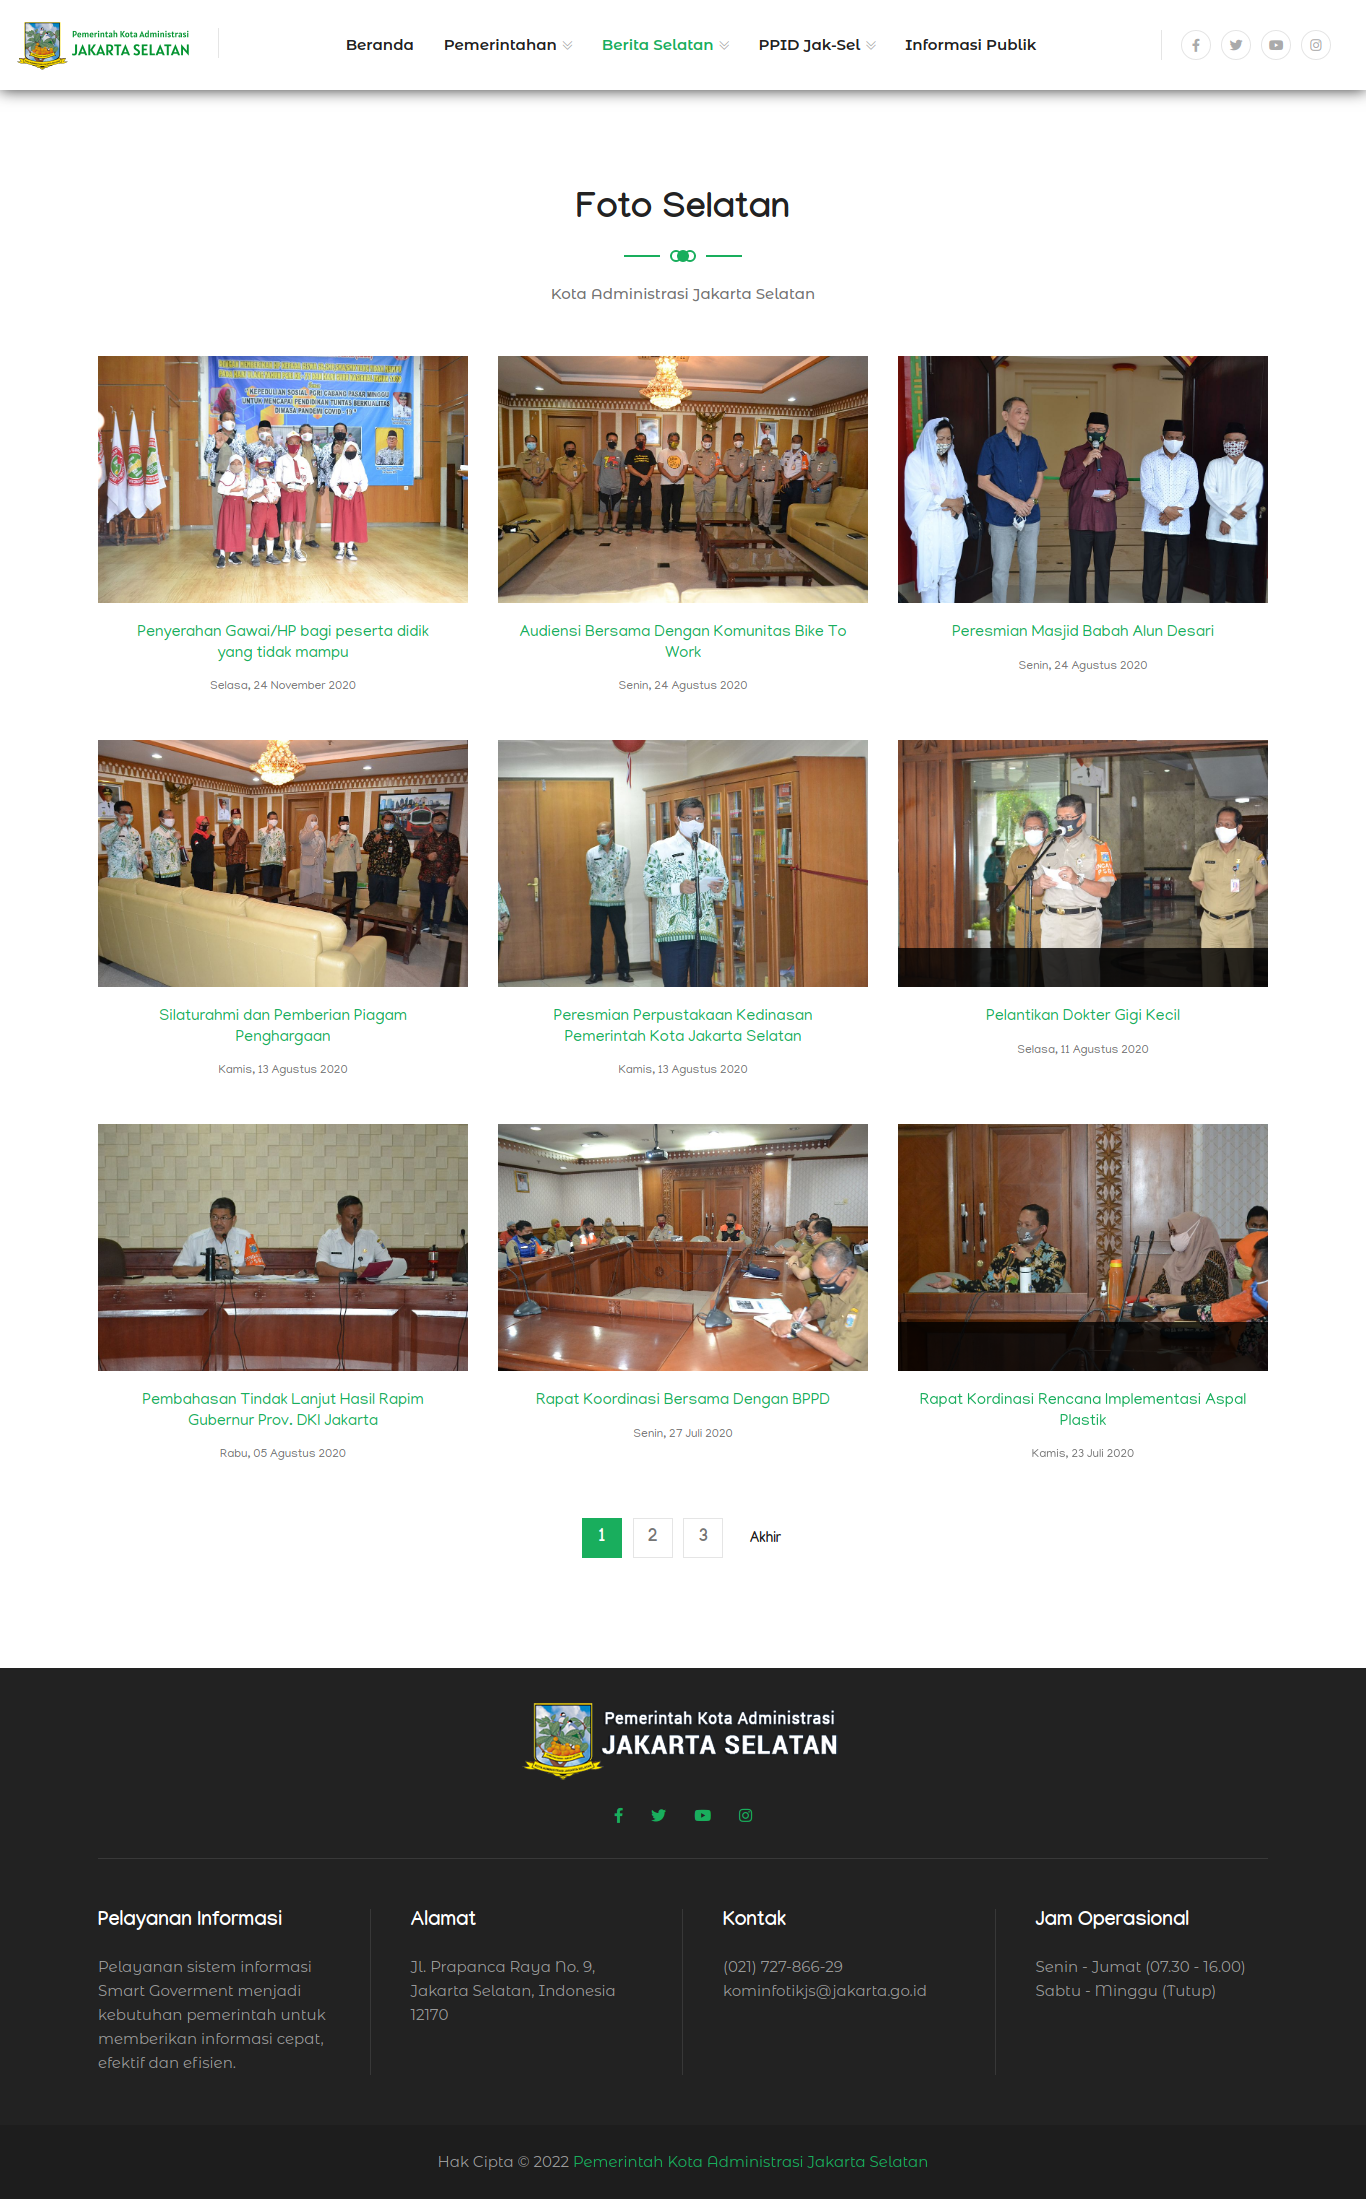 Pemerintah Kota Administrasi
JAKARTA SELATAN
Beranda
Pemerintahan
Berita Selatan
PPID Jak-Sel
Informasi Publik
Foto Selatan
Kota Administrasi Jakarta Selatan
" KEPEDULIAN SOSIAL PGRI CABANG PASAR MINGGU
UNTUK MENCAPAI PENDIDIKAN TUNTAS BERKUALITAS
DIMASA PANDEMI COVID -19 "
Penyerahan Gawai/HP bagi peserta didik
yang tidak mampu
Selasa, 24 November 2020
Audiensi Bersama Dengan Komunitas Bike To
Work
Senin, 24 Agustus 2020
Peresmian Masjid Babah Alun Desari
Senin, 24 Agustus 2020
Silaturahmi dan Pemberian Piagam
Penghargaan
Kamis, 13 Agustus 2020
Peresmian Perpustakaan Kedinasan
Pemerintah Kota Jakarta Selatan
Kamis, 13 Agustus 2020
Pelantikan Dokter Gigi Kecil
Selasa, 11 Agustus 2020
Pembahasan Tindak Lanjut Hasil Rapim
Gubernur Prov. DKI Jakarta
Rabu, 05 Agustus 2020
Rapat Koordinasi Bersama Dengan BPPD
Senin, 27 Juli 2020
Rapat Kordinasi Rencana Implementasi Aspal
Plastik
Kamis, 23 Juli 2020
1
2
3
Akhir
Pemerintah Kota Administrasi
JAKARTA SELATAN
Pelayanan Informasi
Pelayanan sistem informasi
Smart Goverment menjadi
kebutuhan pemerintah untuk
memberikan informasi cepat,
efektif dan efisien.
Alamat
Jl. Prapanca Raya No. 9,
Jakarta Selatan, Indonesia
12170
Kontak
(021) 727-866-29
kominfotikjs@jakarta.go.id
Jam Operasional
Senin - Jumat (07.30 - 16.00)
Sabtu - Minggu (Tutup)
Hak Cipta © 2022 Pemerintah Kota Administrasi Jakarta Selatan